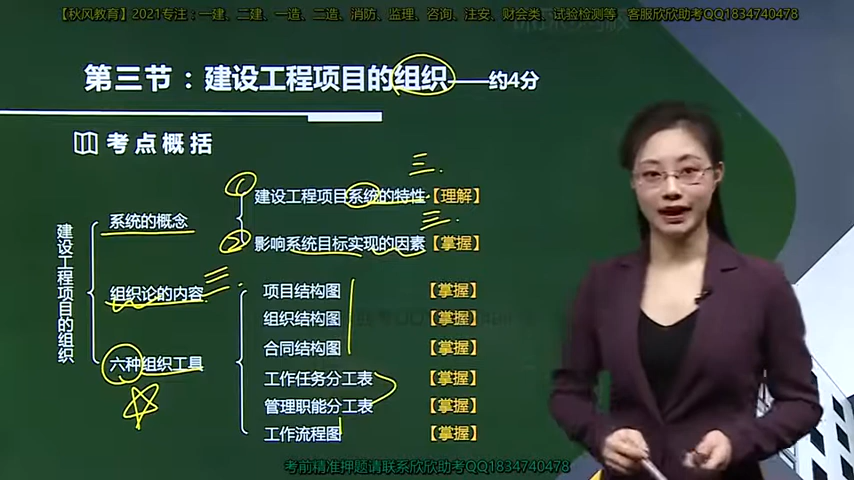 【秋风教育】2021专注：一建、二建、一造、二造、消防、监理、咨询、注安、财会类、试验检测等，客服欣欣助考QQ1834740478
第三节：建设工程项目的组织——约4分
考点概括
建设工程项目的组织
系统的概念
建设工程项目系统的特性【理解】
三.
影响系统目标实现的因素【掌握】
三.
组织论的内容
三.
六种组织工具
项目结构图【掌握】
组织结构图【掌握】
合同结构图【掌握】
工作任务分工表【掌握】
管理职能分工表【掌握】
工作流程图【掌握】
考前精准押题请联系欣欣助考QQ1834740478